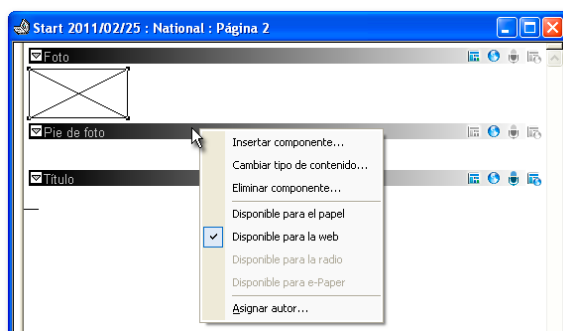 Start 2011/02/25 : National : Página 2
Foto
Pie de foto
Insertar componente...
Cambiar tipo de contenido...
Título
Eliminar componente...
Disponible para el papel
Disponible para la web
Disponible para la radio
Disponible para e-Paper
Asignar autor...